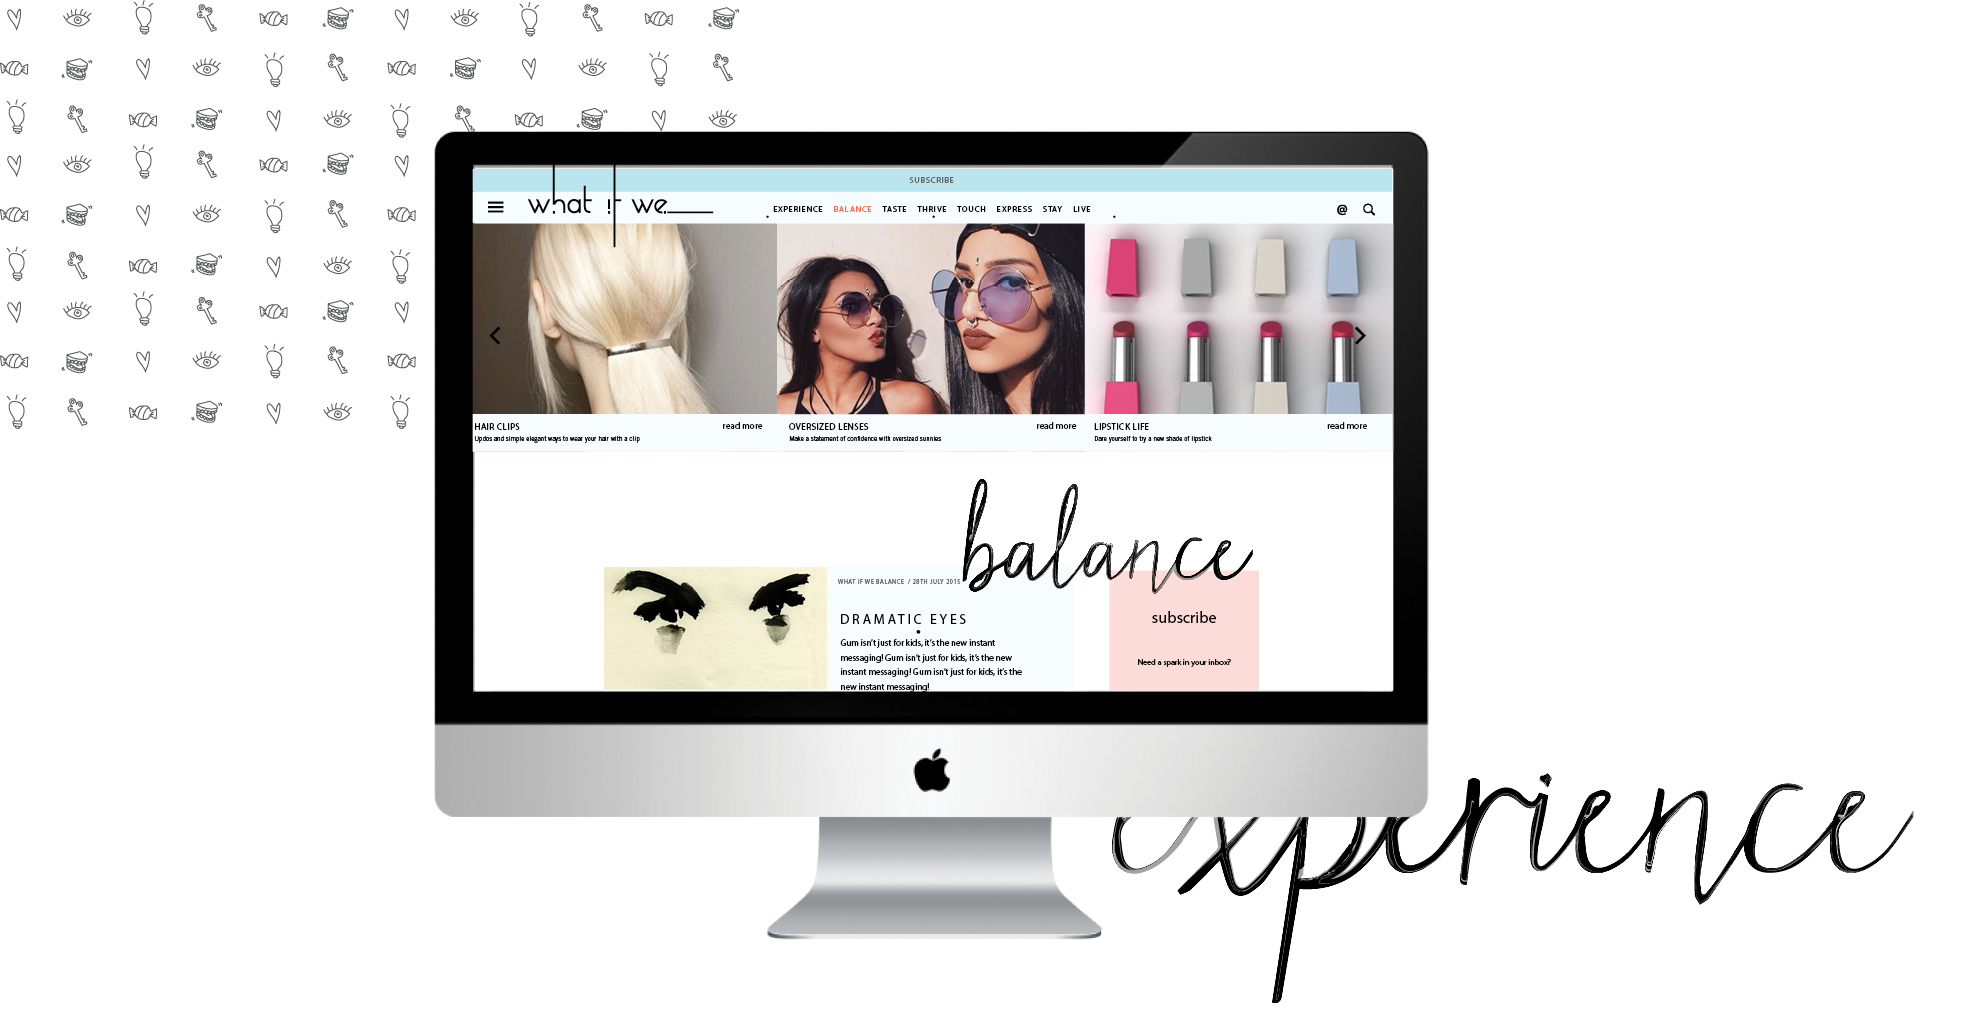 SUBSCRIBE
what if we
EXPERIENCE BALANCE TASTE THRIVE TOUCH EXPRESS STAY LIVE
@
HAIR CLIPS read more
Updos and simple elegant ways to wear your hair with a clip
OVERSIZED LENSES read more
Make a statement of confidence with oversized sunnies
LIPSTICK LIFE read more
Dare yourself to try a new shade of lipstick
balance
WHAT IF WE BALANCE / 28TH JULY 2015
DRAMATIC EYES
Gum isn't just for kids, it's the new instant
messaging! Gum isn't just for kids, it's the new
instant messaging! Gum isn't just for kids, it's the
new instant messaging!
subscribe
Need a spark in your inbox?
experience